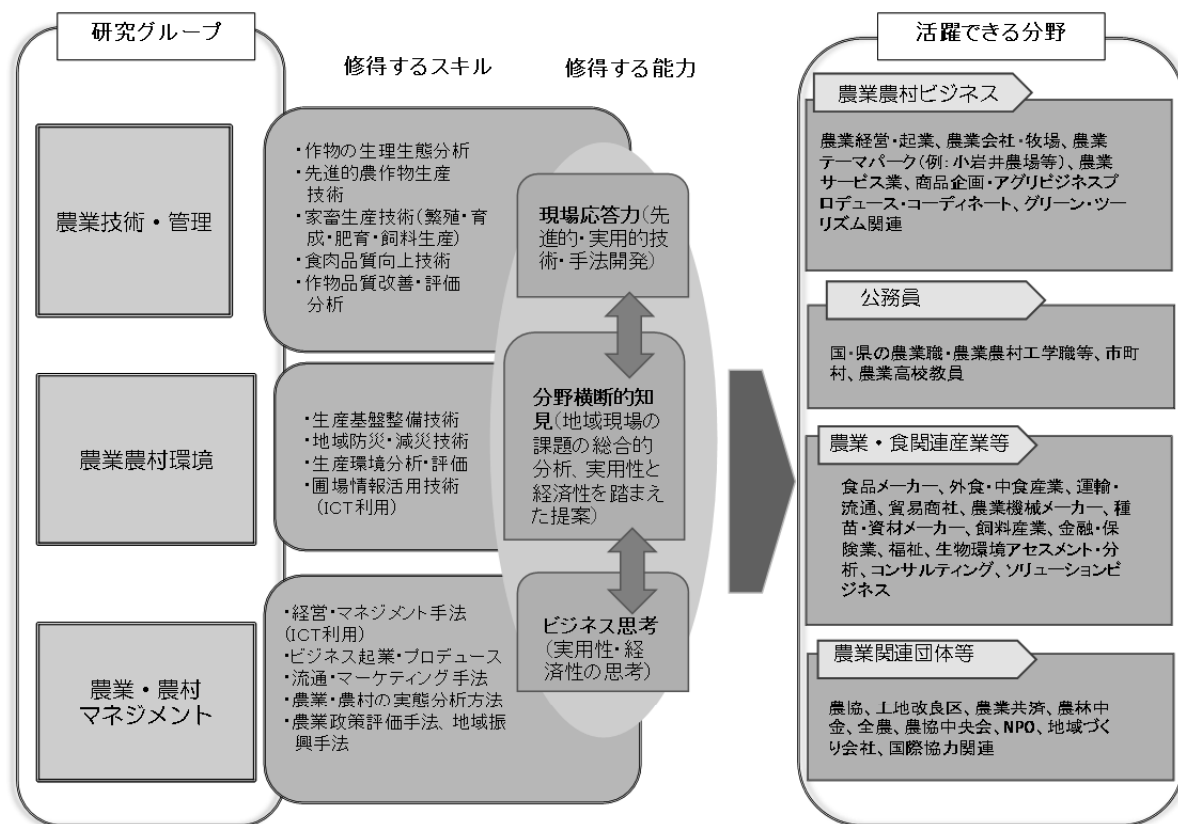 研究グループ
修得するスキル
修得する能力
活躍できる分野
農業技術・管理
・作物の生理生態分析
・先進的農作物生産
技術
・家畜生産技術(繁殖・育
成・肥育・飼料生産)
・食肉品質向上技術
・作物品質改善・評価
分析
農業農村環境
・生産基盤整備技術
・地域防災・減災技術
・生産環境分析・評価
・圃場情報活用技術
(ICT利用)
農業・農村
マネジメント
・経営・マネジメント手法
(ICT利用)
・ビジネス起業・プロデュース
・流通・マーケティング手法
・農業・農村の実態分析方法
・農業政策評価手法、地域振
興手法
現場応答力(先
進的・実用的技
術・手法開発)
分野横断的知
見(地域現場の
課題の総合的
分析、実用性と
経済性を踏まえ
た提案)
ビジネス思考
(実用性・経
済性の思考)
農業農村ビジネス
農業経営・起業、農業会社・牧場、農業
テーマパーク(例:小岩井農場等)、農業
サービス業、商品企画・アグリビジネスプ
ロデュース・コーディネート、グリーン・ツー
リズム関連
公務員
国・県の農業職・農業農村工学職等、市町
村、農業高校教員
農業・食関連産業等
食品メーカー、外食・中食産業、運輸・
流通、貿易商社、農業機械メーカー、種
苗・資材メーカー、飼料産業、金融・保
険業、福祉、生物環境アセスメント・分
析、コンサルティング、ソリューションビ
ジネス
農業関連団体等
農協、土地改良区、農業共済、農林中
金、全農、農協中央会、NPO、地域づく
り会社、国際協力関連